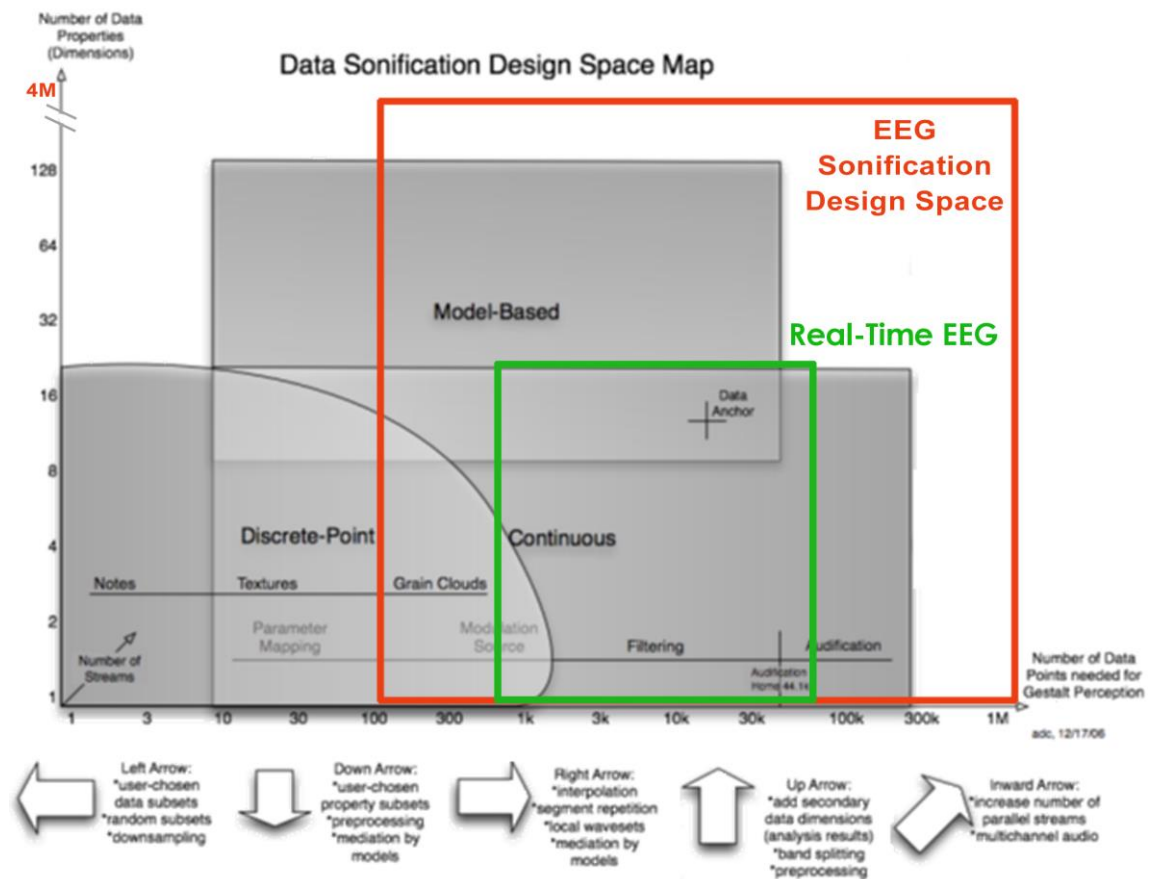 Number of Data
Properties
(Dimensions)
Data Sonification Design Space Map
4M
EEG
Sonification
Design Space
128
64
32
16
8
4
2
1
Model-Based
Real-Time EEG
Data
Anchor
Discrete-Point
Continuous
Notes
Textures
Grain Clouds
Parameter
Mapping
Modulation
Source
Filtering
Audification
Number of
Streams
Audification
Home 44.1k
Number of Data
Points needed for
Gestalt Perception
1
3
10
30
100
300
1k
3k
10k
30k
100k
300k
1M
adc, 12/17/06
Left Arrow:
*user-chosen
data subsets
*random subsets
*downsampling
Down Arrow:
*user-chosen
property subsets
*preprocessing
*mediation by
models
Right Arrow:
*interpolation
*segment repetition
*local wavesets
*mediation by
models
Up Arrow:
*add secondary
data dimensions
(analysis results)
*band splitting
*preprocessing
Inward Arrow:
*increase number of
parallel streams
*multichannel audio